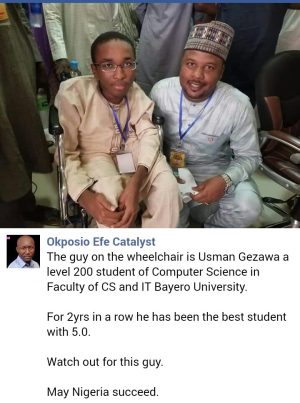 Okposio Efe Catalyst
The guy on the wheelchair is Usman Gezawa a
level 200 student of Computer Science in
Faculty of CS and IT Bayero University.
For 2yrs in a row he has been the best student
with 5.0.
Watch out for this guy.
May Nigeria succeed.